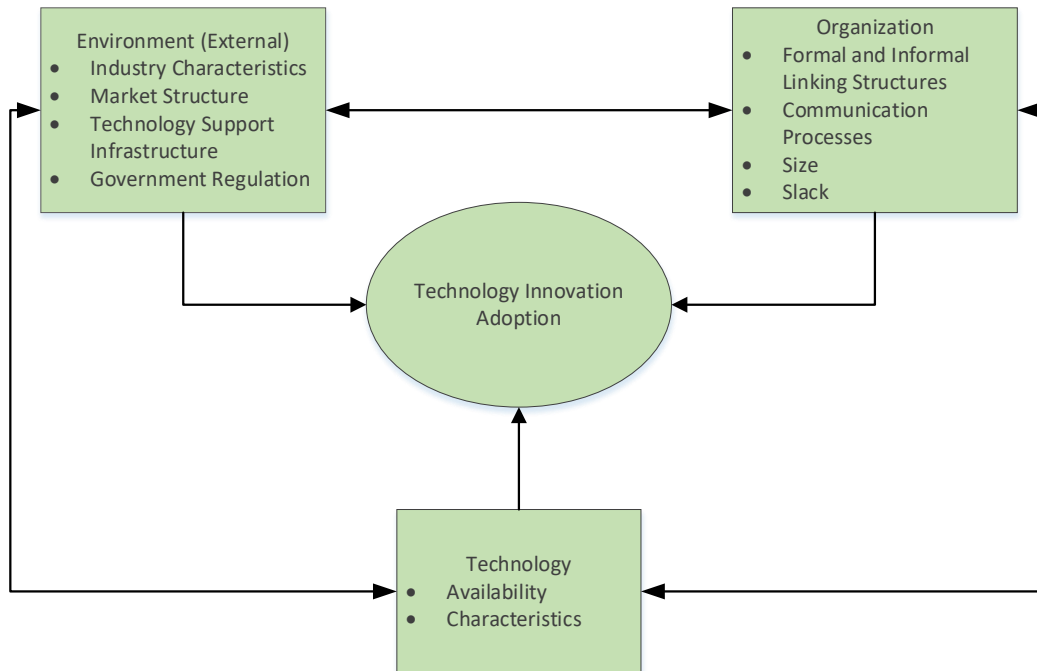 Environment (External)
• Industry Characteristics
• Market Structure
• Technology Support
Infrastructure
• Government Regulation
Organization
• Formal and Informal
Linking Structures
• Communication
Processes
• Size
• Slack
Technology Innovation
Adoption
Technology
• Availability
• Characteristics